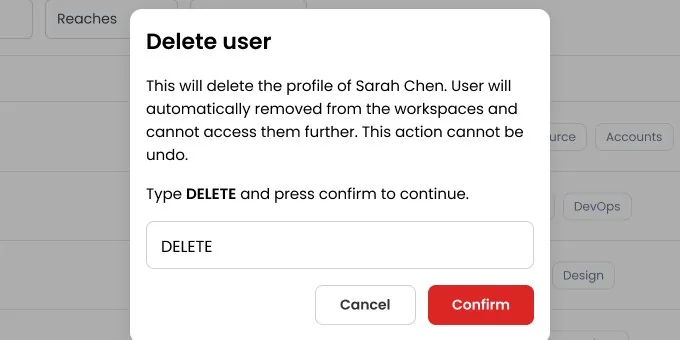 Reaches
Delete user
This will delete the profile of Sarah Chen. User will
automatically removed from the workspaces and
cannot access them further. This action cannot be
undo.
Type DELETE and press confirm to continue.
DELETE
Cancel
Confirm
Accounts
DevOps
Design